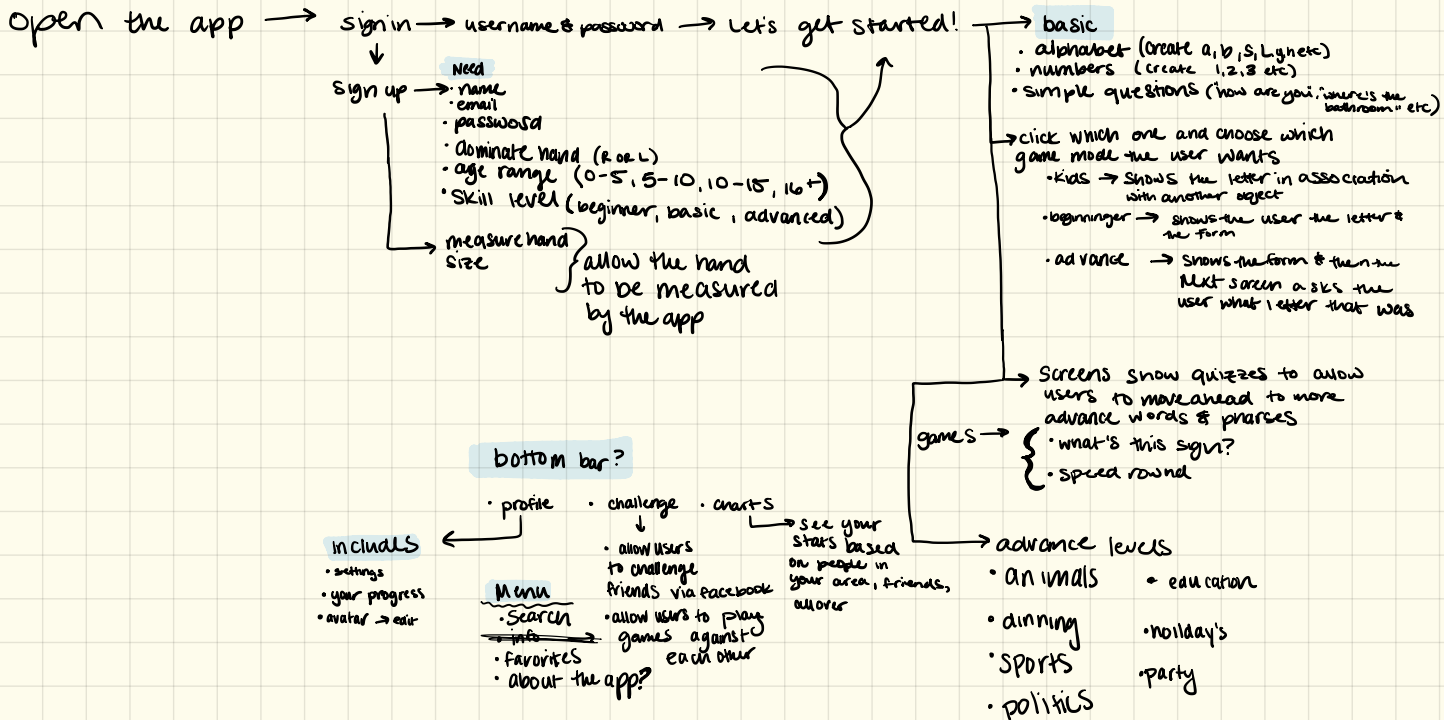 open the app
sign in
username & password
Let's get started!
sign up
Need
· name
· email
· password
· dominate hand (R OR L)
· age range (0-5, 5-10, 10-15, 16+)
· skill level (beginner, basic, advanced)
measure hand
size
allow the hand
to be measured
by the app
basic
· alphabet (create a, b, s, L, g, h etc)
· numbers (create 1,2,3 etc)
· simple questions ("how are you", "where's the
bathroom" etc)
click which one and choose which
game mode the user wants
· kids → shows the letter in association
with another object
· beginninger → shows the user the letter &
the form
· advance → shows the form & then the
next screen asks the
user what letter that was
screens show quizzes to allow
users to move ahead to more
advance words & pharses
games →
· what's this sign?
· speed round
advance levels
· animals
· dinning
· sports
· politics
· education
· hoilday's
· party
bottom bar?
· profile
· challenge
· charts
includs
· settings
· your progress
· avatar → edit
Menu
· search
· info
· favorites
· about the app?
· allow users
to challenge
friends via facebook
· allow users to play
games against
each other
see your
stats based
on people in
your area, friends,
all over